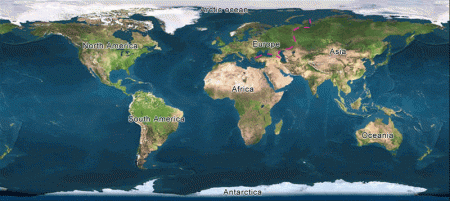 Arctic ocean
North America
Europe
Asia
Africa
South America
Oceania
Antarctica